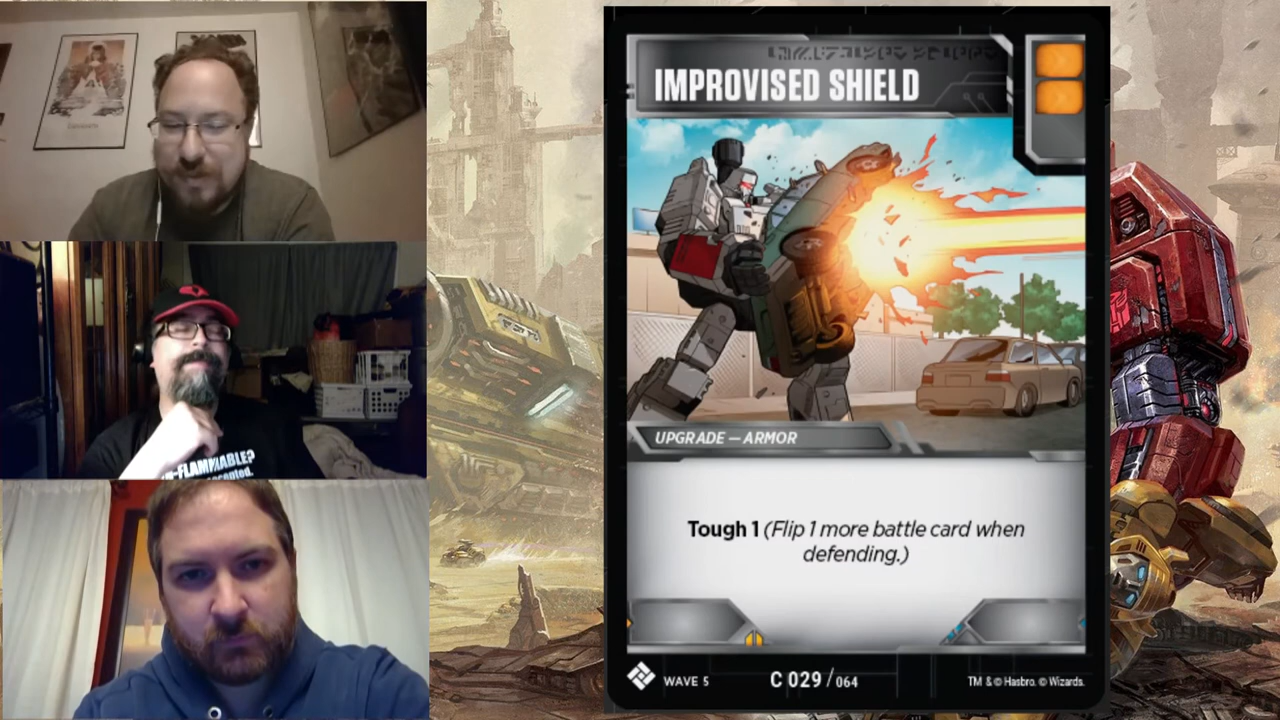 IMPROVISED SHIELD
UPGRADE — ARMOR
Tough 1 (Flip 1 more battle card when
defending.)
WAVE 5
C 029/064
TM & © Hasbro. © Wizards.
-FLAMMABLE?